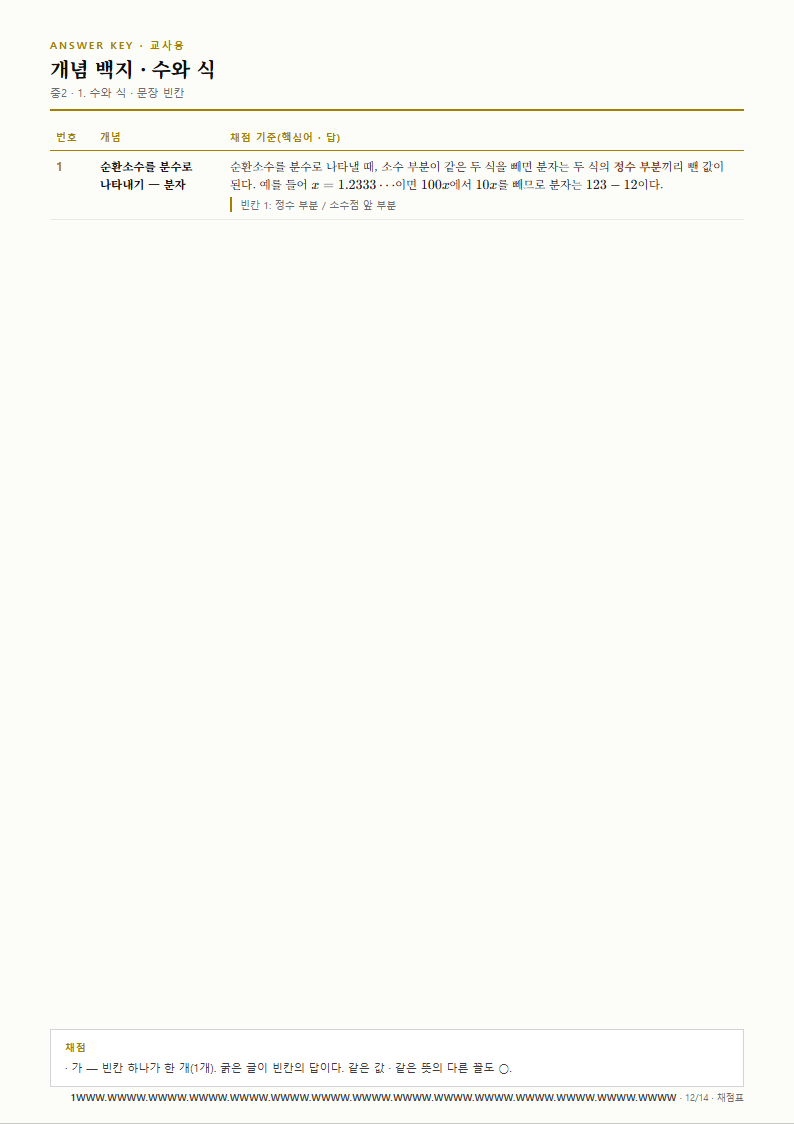 ANSWER KEY · 교사용
개념 백지 · 수와 식
중2 · 1. 수와 식 · 문장 빈칸
번호 개념 채점 기준(핵심어 · 답)
1 순환소수를 분수로 나타내기 — 분자
순환소수를 분수로 나타낼 때, 소수 부분이 같은 두 식을 빼면 분자는 두 식의 정수 부분끼리 뺀 값이
된다. 예를 들어 x = 1.2333⋯이면 100x에서 10x를 빼므로 분자는 123 − 12이다.
빈칸 1: 정수 부분 / 소수점 앞 부분
채점
· 가 — 빈칸 하나가 한 개(1개). 굵은 글이 빈칸의 답이다. 같은 값 · 같은 뜻의 다른 꼴도 ○.
1WWW.WWWW.WWWW.WWWW.WWWW.WWWW.WWWW.WWWW.WWWW.WWWW.WWWW.WWWW.WWWW.WWWW.WWWW · 12/14 · 채점표